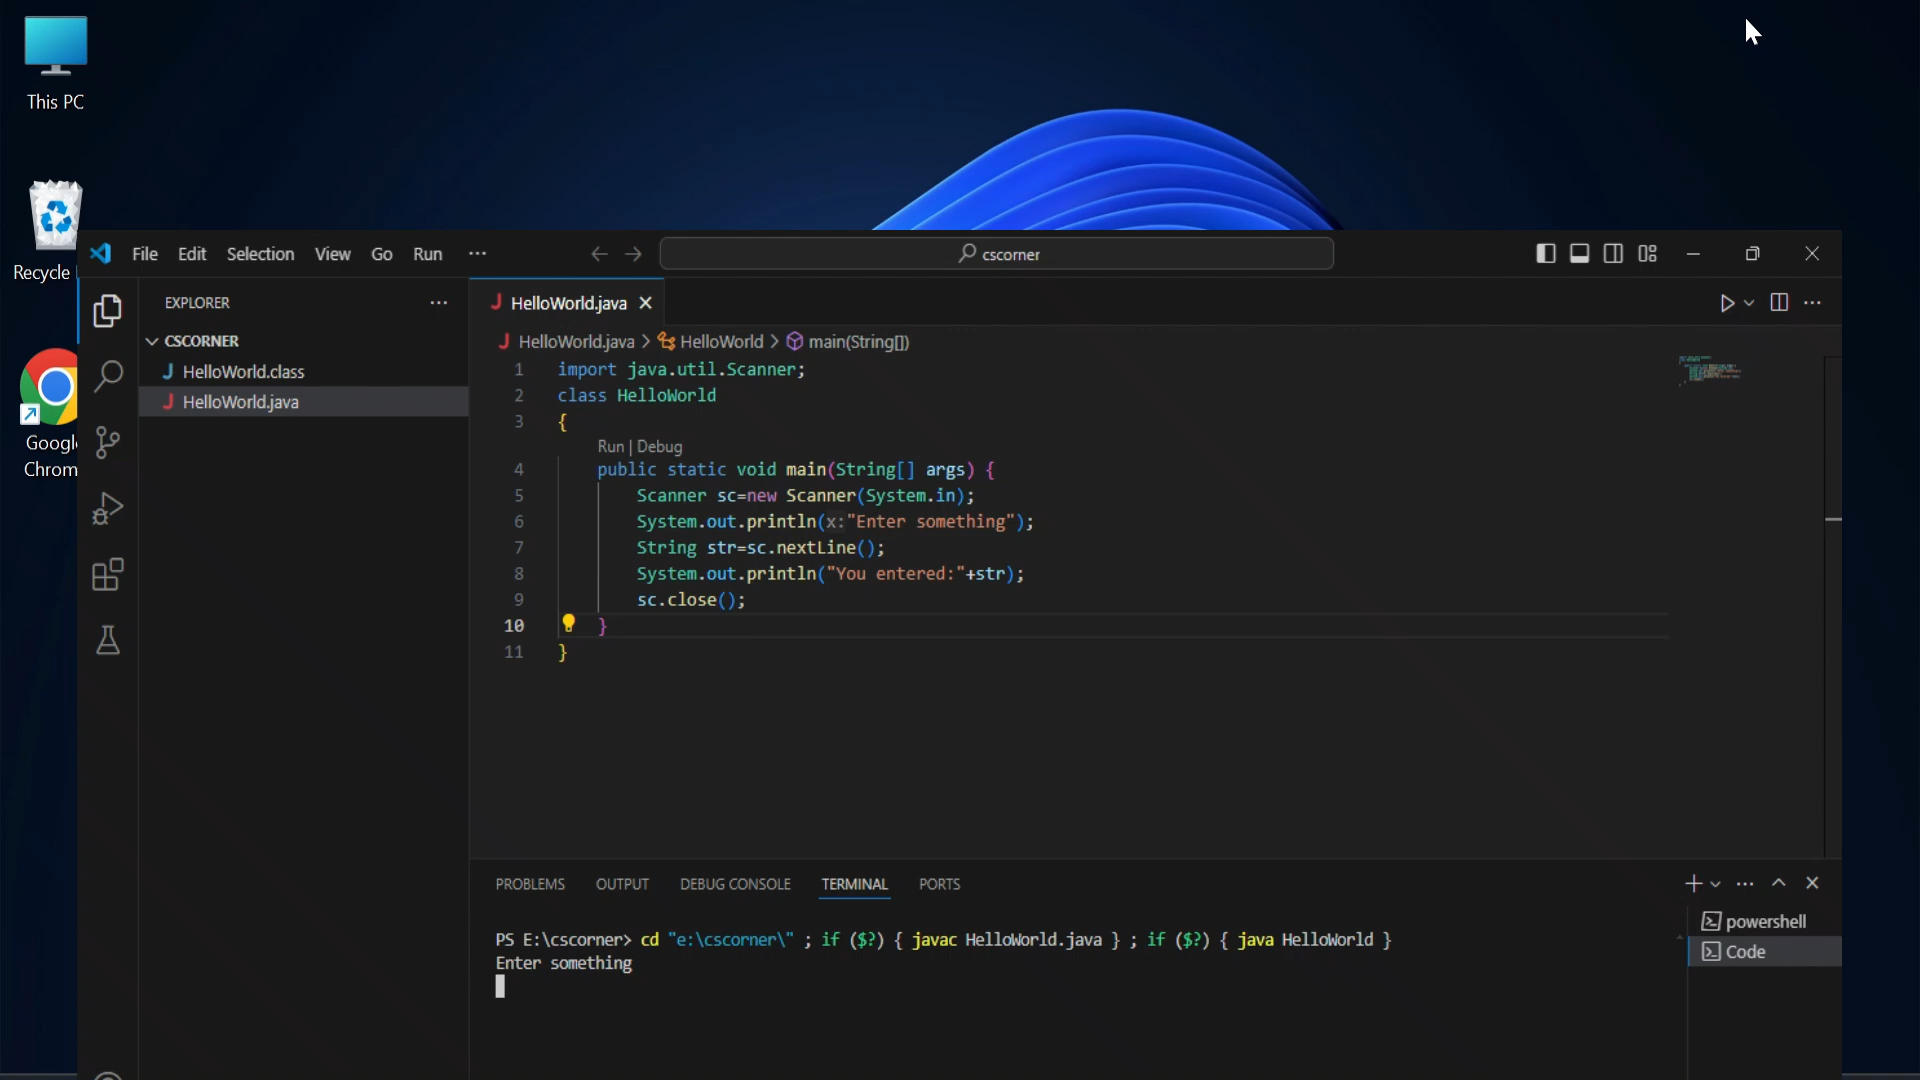 This PC
Recycle
Googl
Chrom
File Edit Selection View Go Run ···
cscorner
EXPLORER ···
CSCORNER
HelloWorld.class
HelloWorld.java
HelloWorld.java
HelloWorld.java > HelloWorld > main(String[])
1 import java.util.Scanner;
2 class HelloWorld
3 {
Run | Debug
4 public static void main(String[] args) {
5 Scanner sc=new Scanner(System.in);
6 System.out.println(x:"Enter something");
7 String str=sc.nextLine();
8 System.out.println("You entered:"+str);
9 sc.close();
10 }
11 }
PROBLEMS OUTPUT DEBUG CONSOLE TERMINAL PORTS
PS E:\cscorner> cd "e:\cscorner\" ; if ($?) { javac HelloWorld.java } ; if ($?) { java HelloWorld }
Enter something
powershell
Code